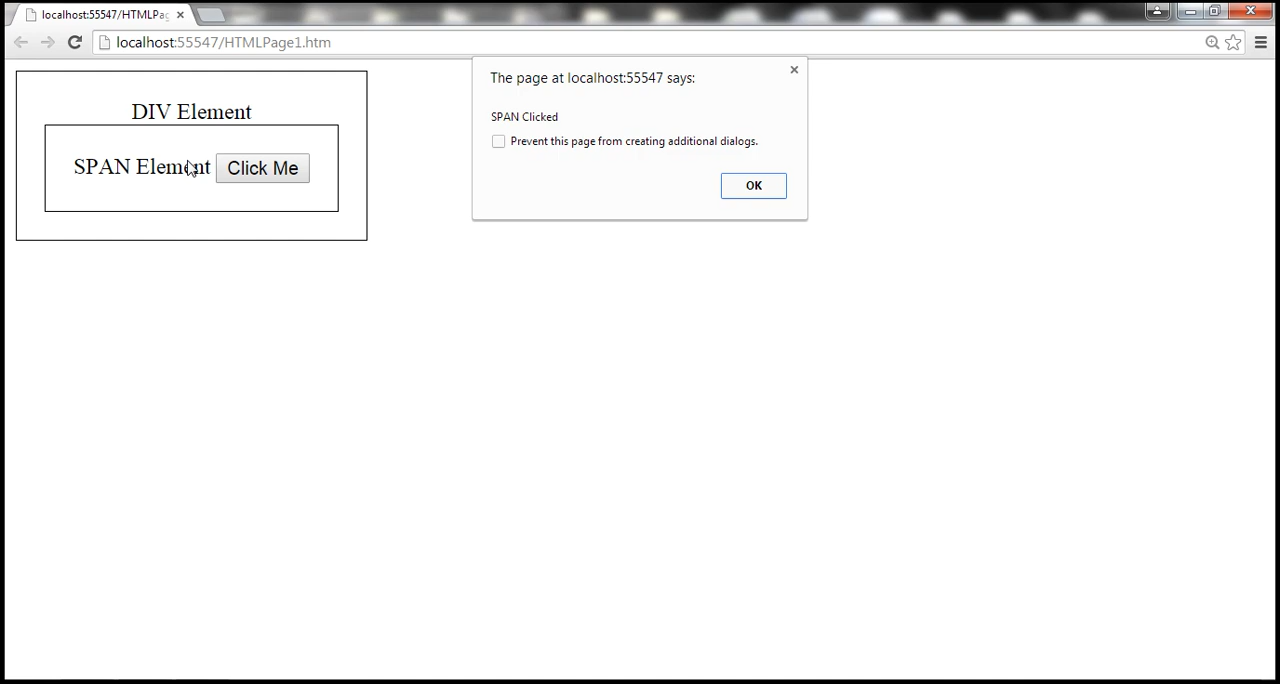 localhost:55547/HTMLPag
localhost:55547/HTMLPage1.htm
The page at localhost:55547 says:
SPAN Clicked
Prevent this page from creating additional dialogs.
OK
DIV Element
SPAN Element Click Me